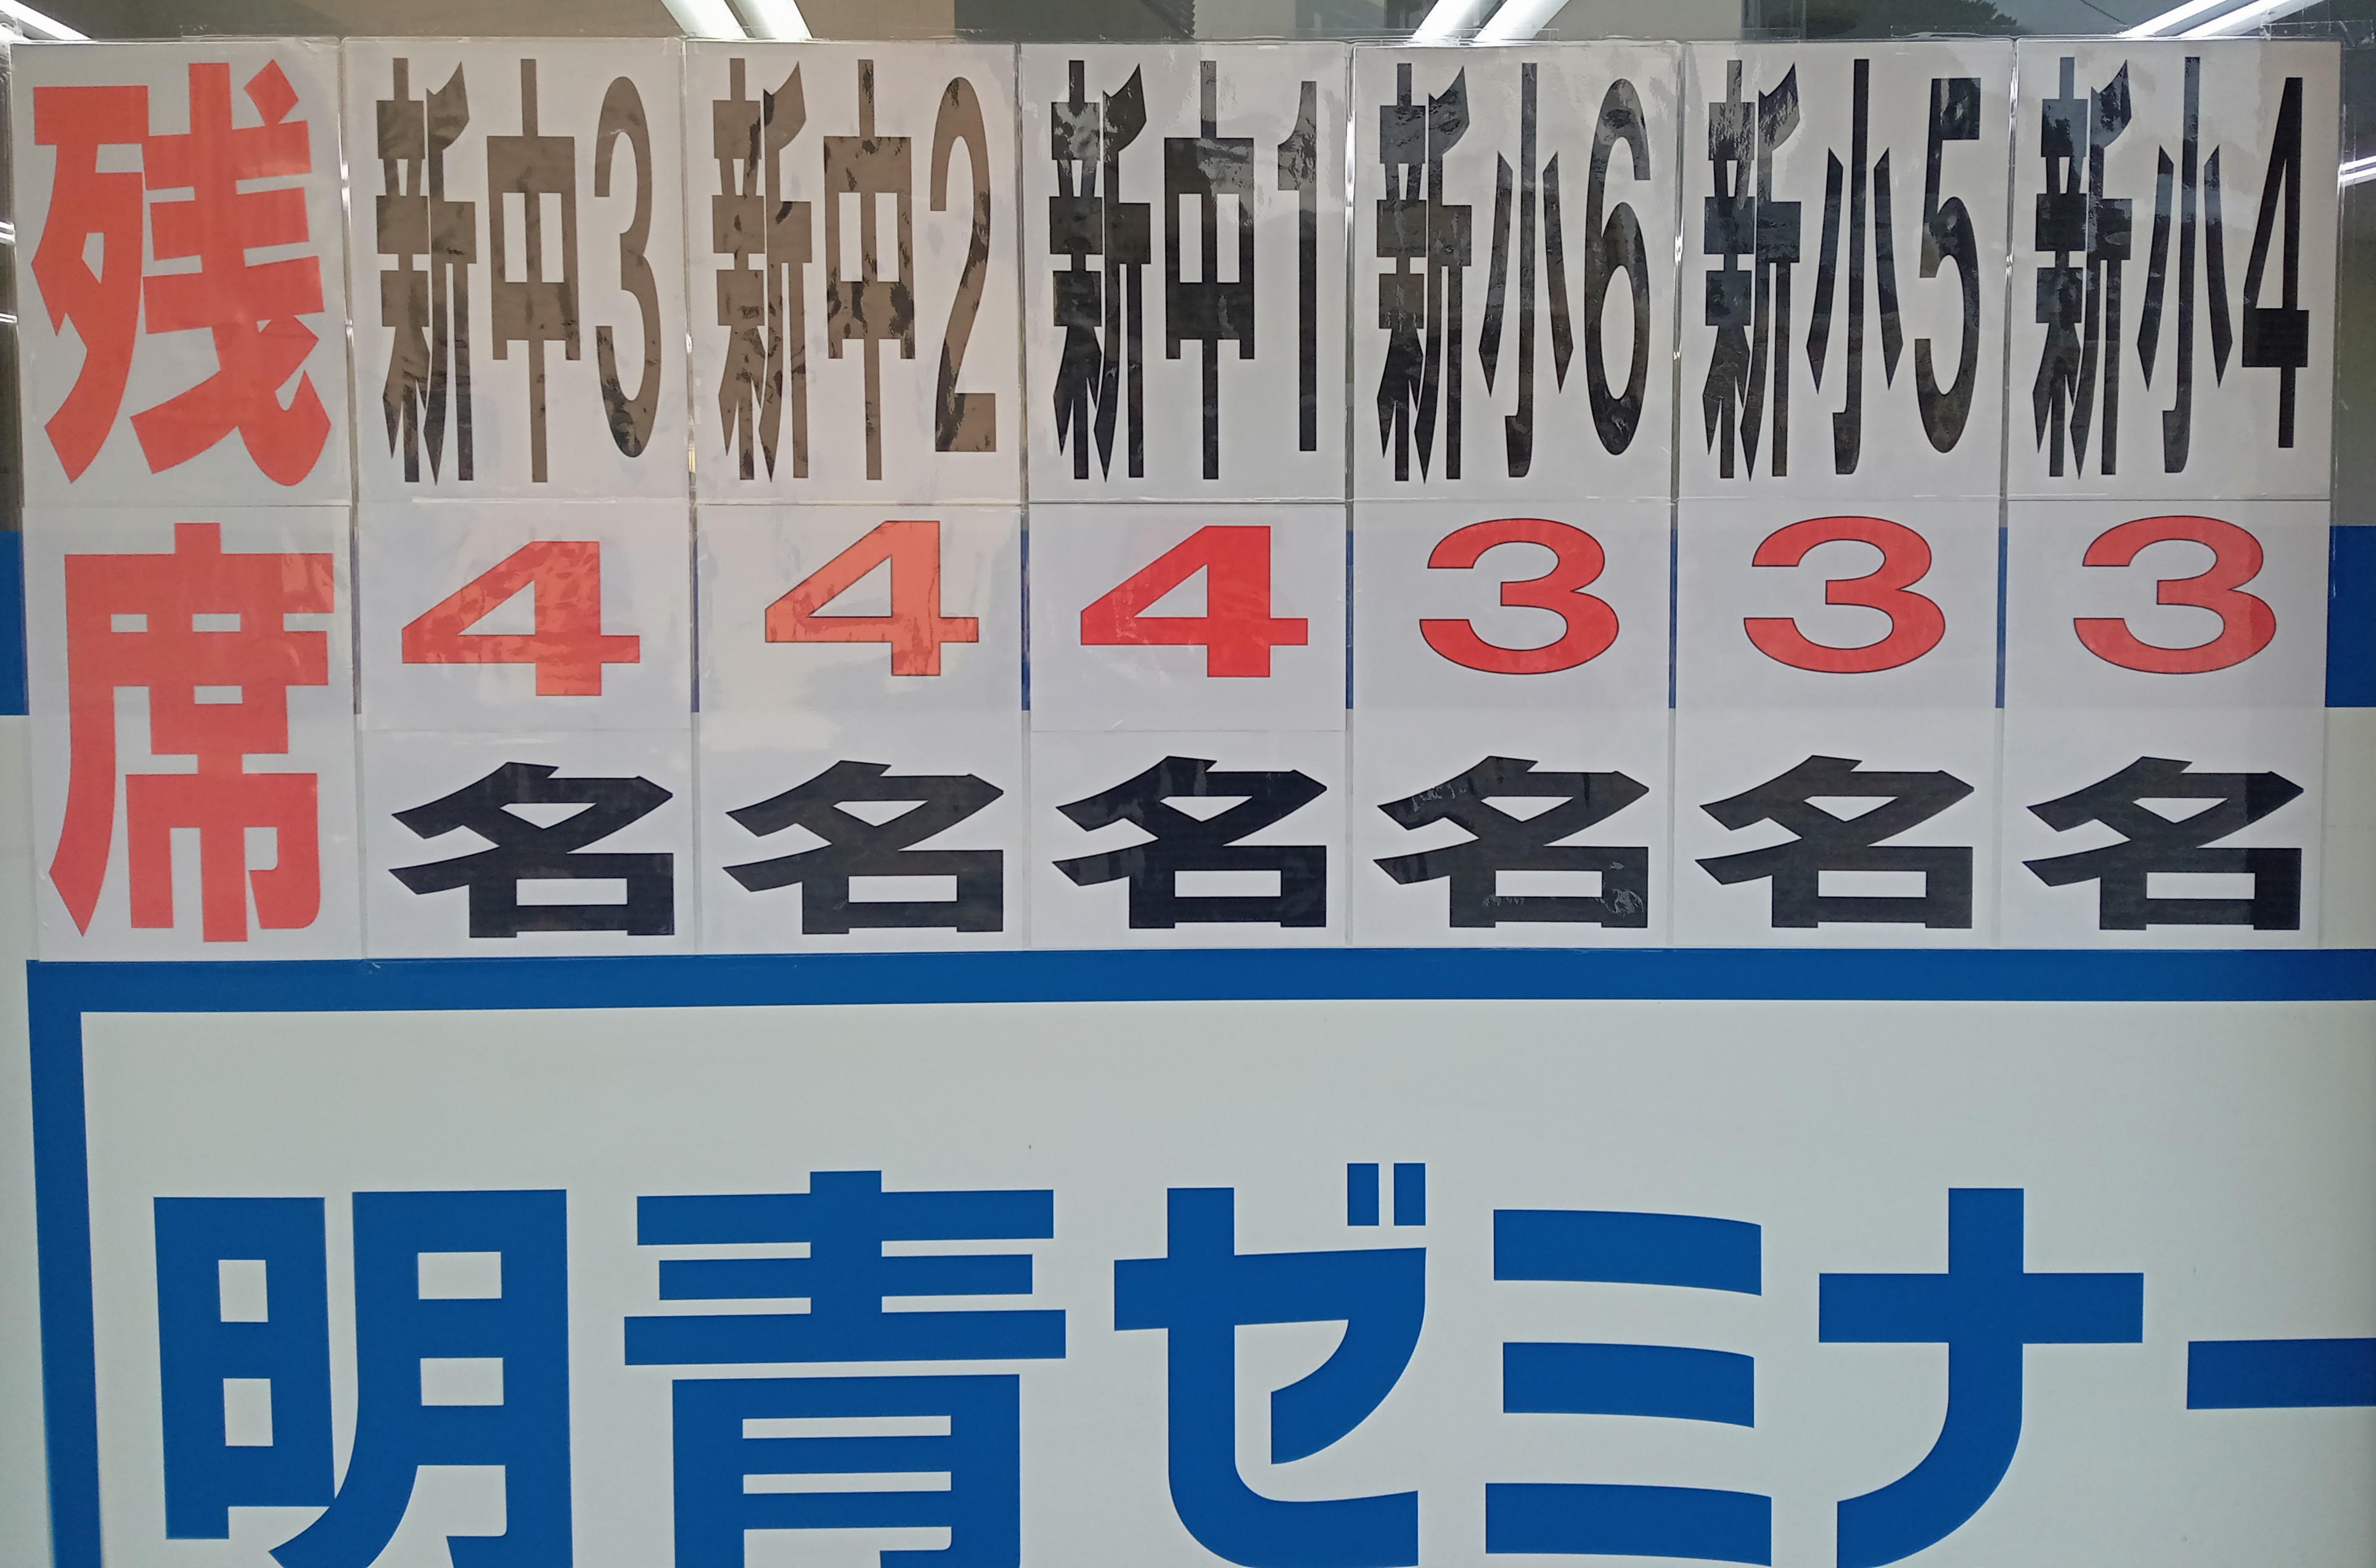 残席
新中3 新中2 新中1 新小6 新小5 新小4
4名 4名 4名 3名 3名 3名
明青ゼミナー